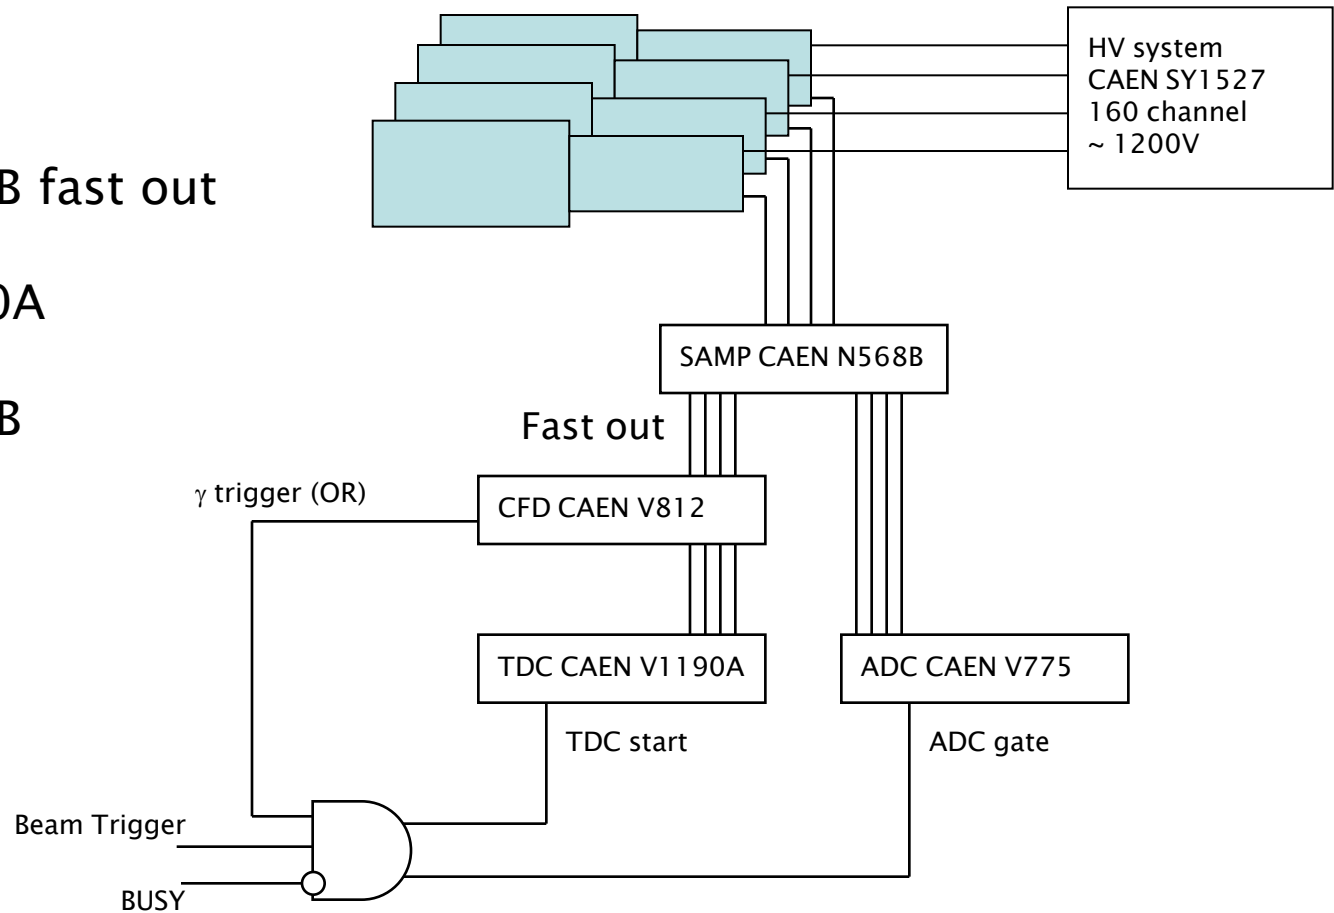 HV system
CAEN SY1527
160 channel
~ 1200V
B fast out
0A
SAMP CAEN N568B
B
Fast out
γ trigger (OR)
CFD CAEN V812
TDC CAEN V1190A
ADC CAEN V775
TDC start
ADC gate
Beam Trigger
BUSY